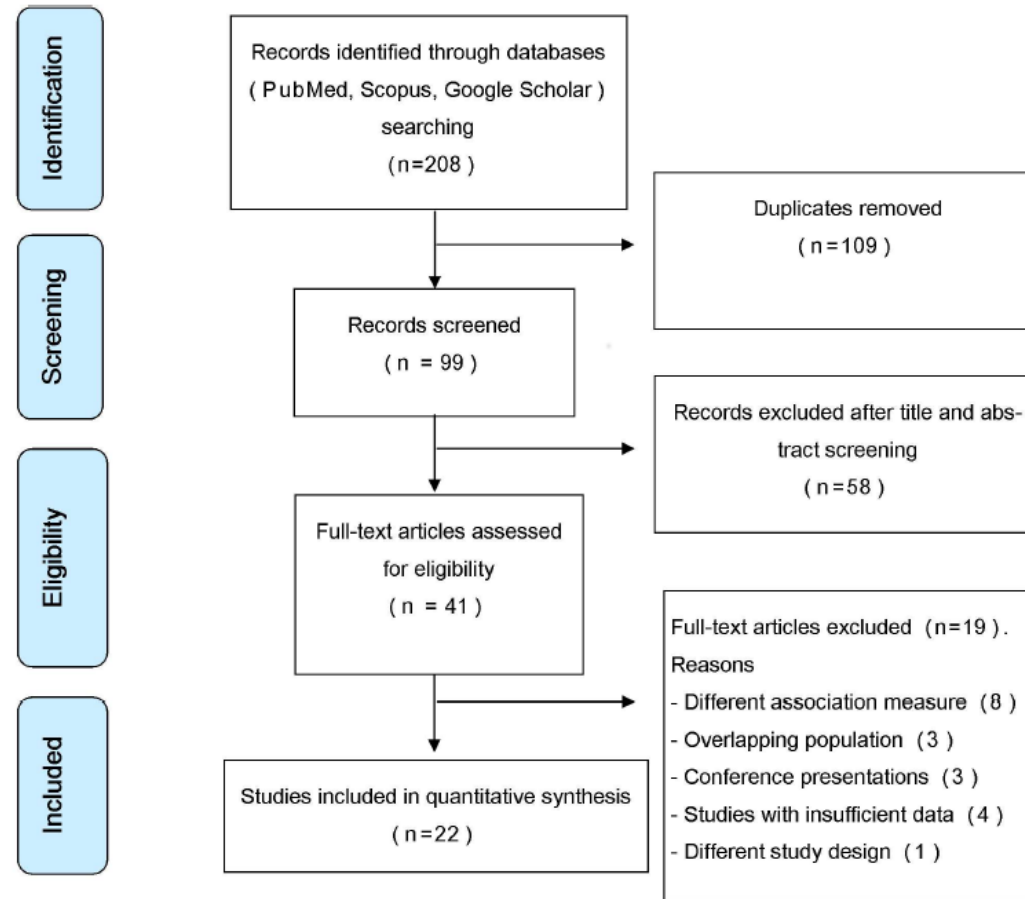 Identification
Records identified through databases
( PubMed, Scopus, Google Scholar )
searching
(n=208 )
Duplicates removed
( n=109 )
Screening
Records screened
( n = 99 )
Records excluded after title and abs-
tract screening
( n=58 )
Eligibility
Full-text articles assessed
for eligibility
( n = 41 )
Full-text articles excluded (n=19 ).
Reasons
- Different association measure (8 )
- Overlapping population (3 )
- Conference presentations (3 )
- Studies with insufficient data (4 )
- Different study design (1 )
Included
Studies included in quantitative synthesis
( n=22 )